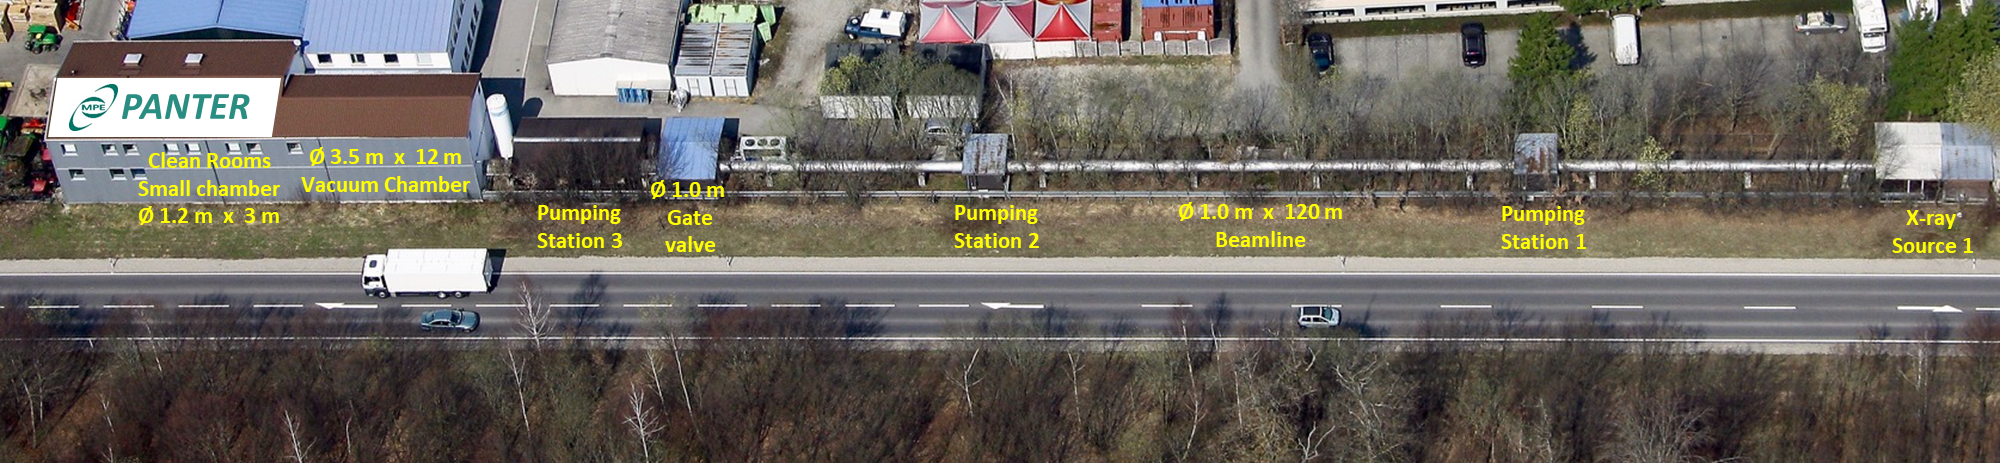 MPE PANTER
Clean Rooms
Small chamber
Ø 1.2 m x 3 m
Ø 3.5 m x 12 m
Vacuum Chamber
Pumping
Station 3
Ø 1.0 m
Gate
valve
Pumping
Station 2
Ø 1.0 m x 120 m
Beamline
Pumping
Station 1
X-ray
Source 1